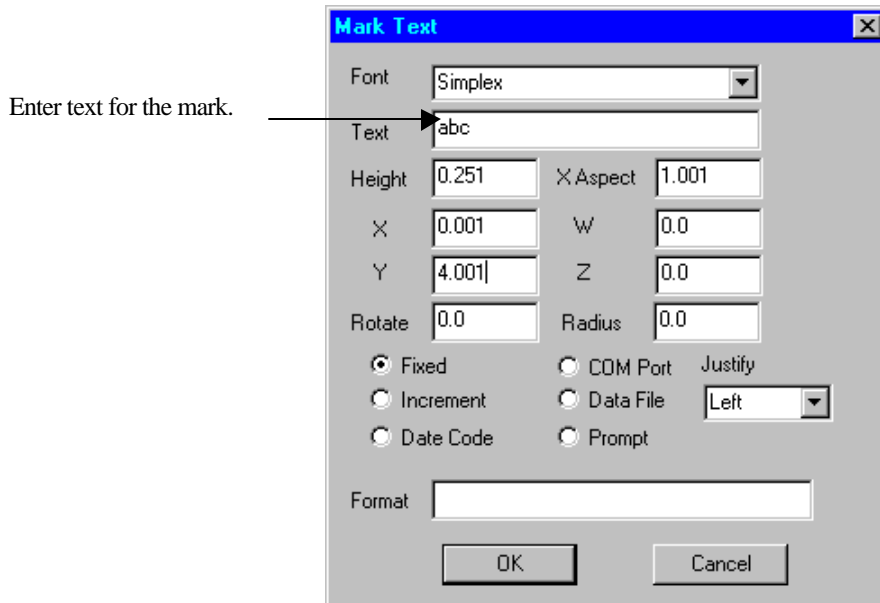 Mark Text
Font Simplex
Enter text for the mark.
Text abc
Height 0.251 X Aspect 1.001
X 0.001 W 0.0
Y 4.001 Z 0.0
Rotate 0.0 Radius 0.0
Fixed COM Port Justify
Increment Data File Left
Date Code Prompt
Format
OK Cancel